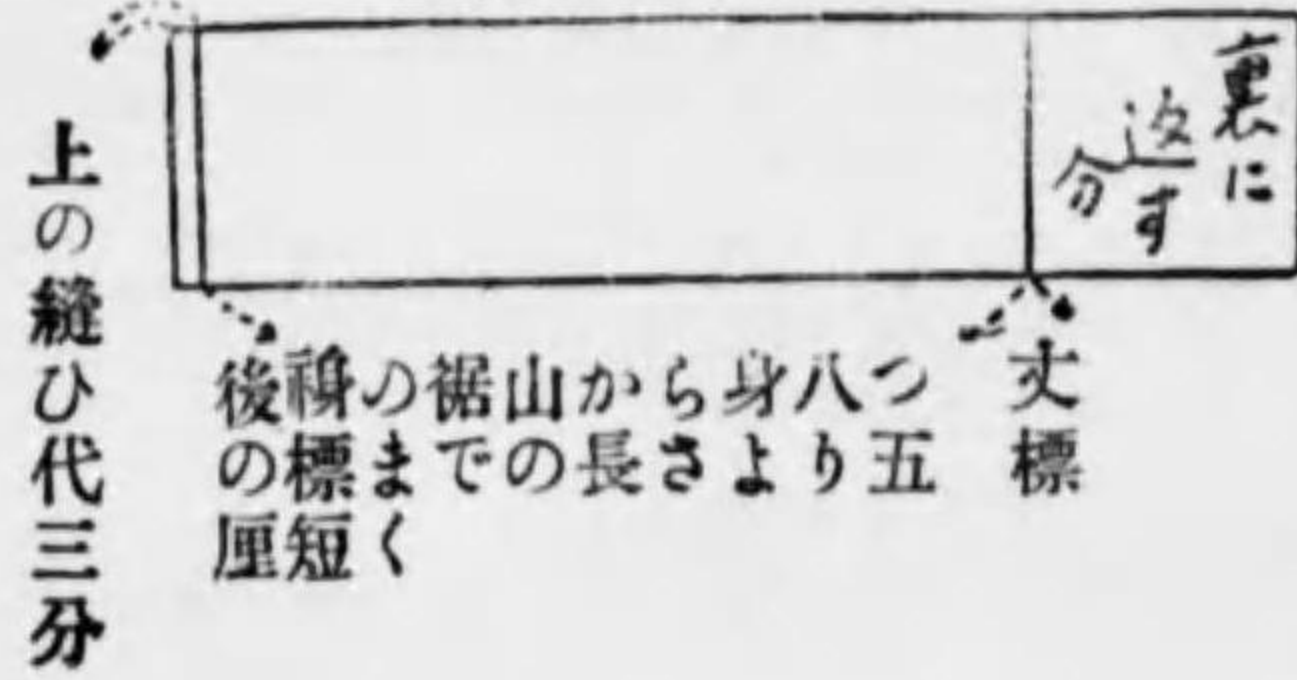 裏に
返す
分
丈標
後裑の裾山から身八つ
の標までの長さより五
厘短く
上の縫ひ代三分